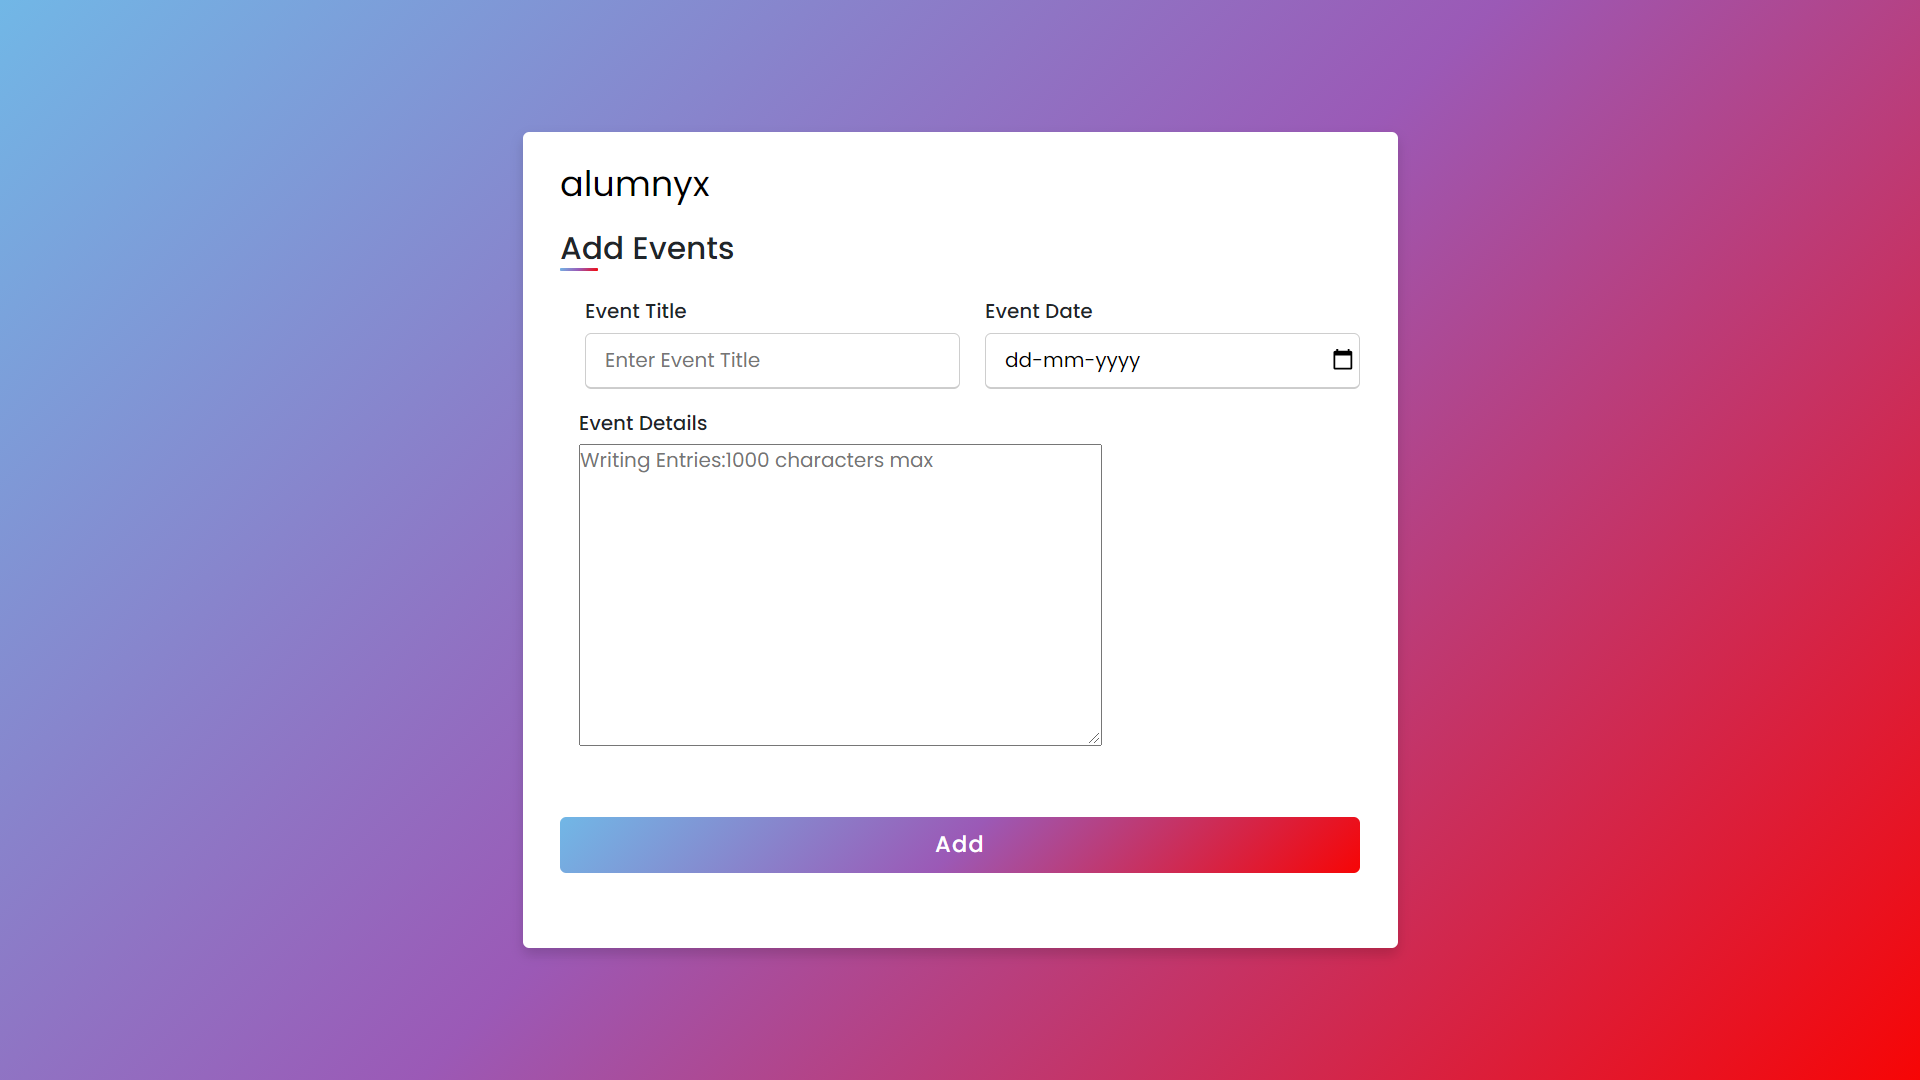 alumnyx
Add Events
Event Title
Event Date
Enter Event Title
dd-mm-yyyy
Event Details
Writing Entries:1000 characters max
Add